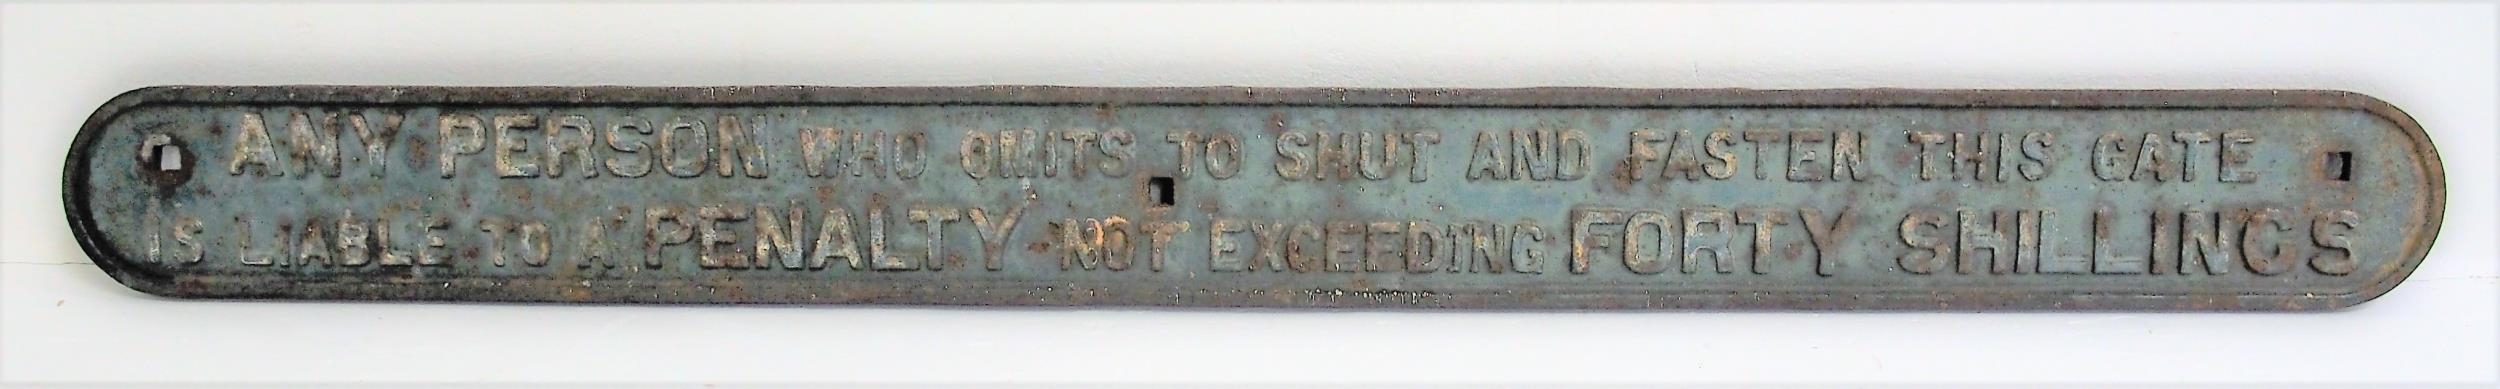 ANY PERSON WHO OMITS TO SHUT AND FASTEN THIS GATE
IS LIABLE TO A PENALTY NOT EXCEEDING FORTY SHILLINGS